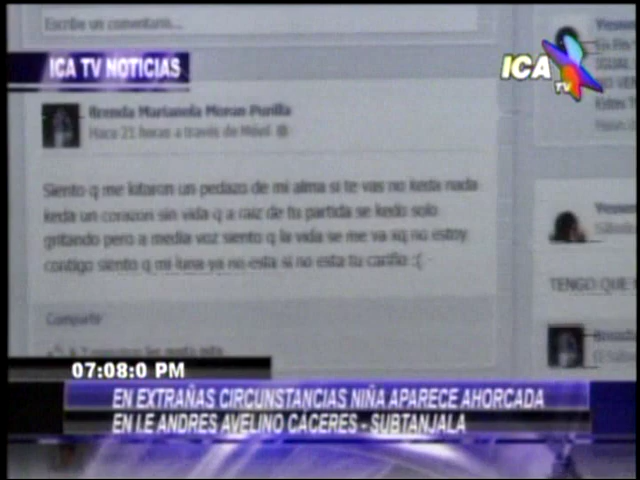 Escribe un comentario...
ICA TV NOTICIAS
ICA
TV
Brenda Marianela Moran Purilla
Hace 21 horas a través de Móvil
Siento q me kitaron un pedazo de mi alma si te vas no keda nada
keda un corazon sin vida q a raiz de tu partida se kedo solo
gritando pero a media voz siento q la vida se me va xq no estoy
contigo siento q mi luna ya no esta si no esta tu cariño :(
Compartir
IGUAL
TENGO QUE
07:08:0 PM
EN EXTRAÑAS CIRCUNSTANCIAS NIÑA APARECE AHORCADA
EN I.E ANDRES AVELINO CÁCERES - SUBTANJALA